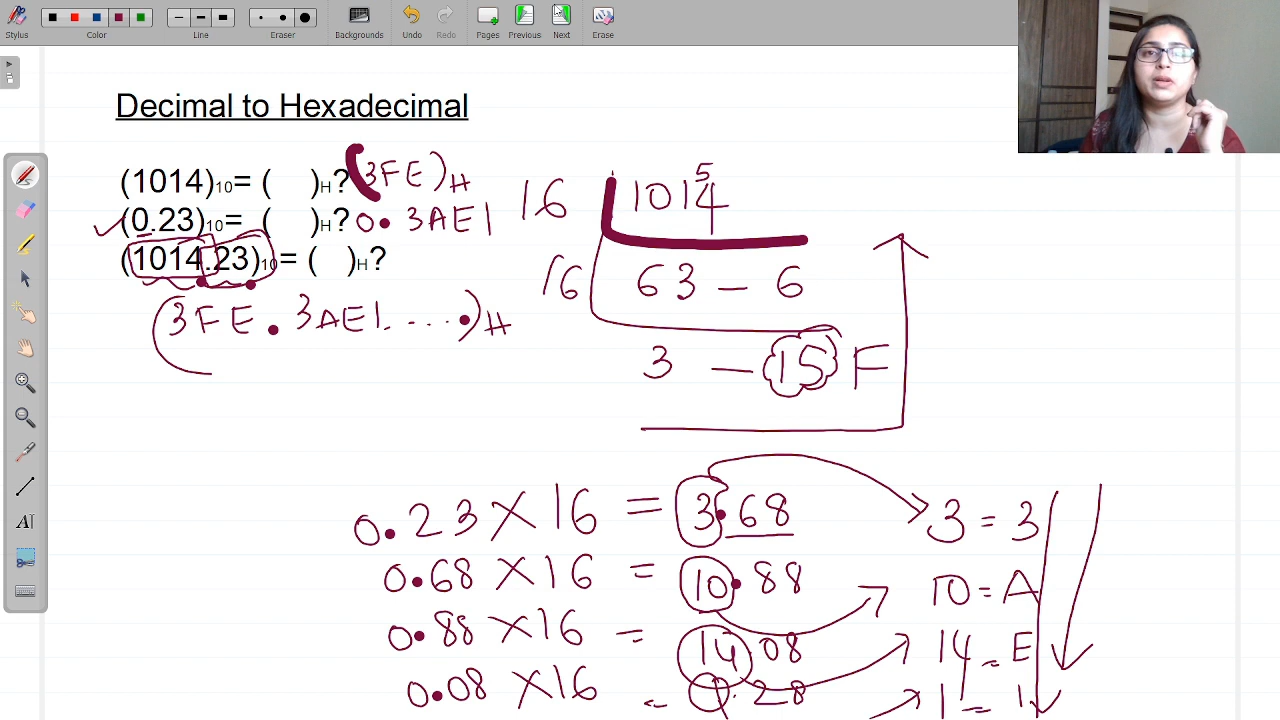 Stylus Color Line Eraser Backgrounds Undo Redo Pages Previous Next Erase
Decimal to Hexadecimal
(1014)10= ( )H? (3FE)H
(0.23)10= ( )H? 0.3AE1
(1014.23)10= ( )H?
(3FE.3AE1....)H
16 1014 5
16 63 - 6
3 - 15 F
0.23 X 16 = 3.68
3 = 3
0.68 X 16 = 10.88
10 = A
0.88 X 16 = 14.08
14 = E
0.08 X 16 = 1.28
1 = 1